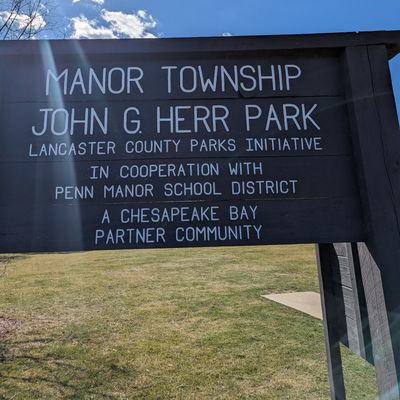 MANOR TOWNSHIP
JOHN G. HERR PARK
LANCASTER COUNTY PARKS INITIATIVE
IN COOPERATION WITH
PENN MANOR SCHOOL DISTRICT
A CHESAPEAKE BAY
PARTNER COMMUNITY